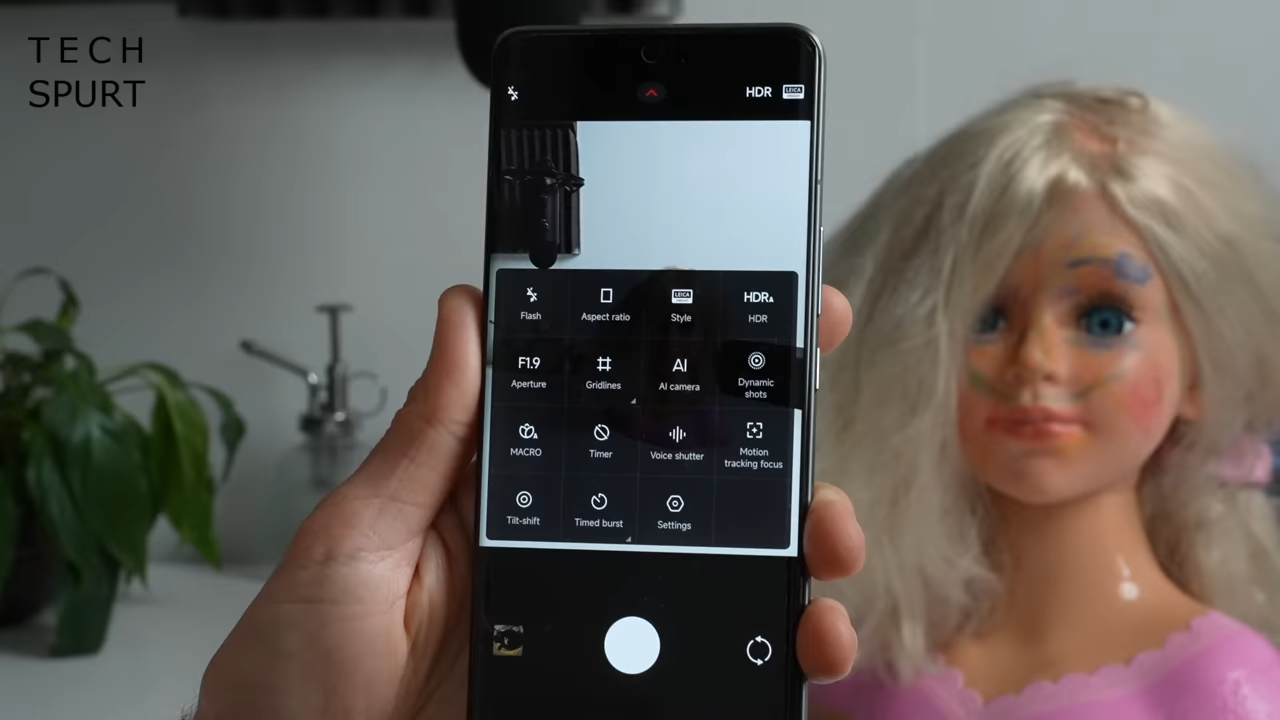 TECH
SPURT
HDR
LEICA
Flash
Aspect ratio
LEICA
Style
HDRA
HDR
F1.9
Aperture
Gridlines
AI
AI camera
Dynamic
shots
A
MACRO
Timer
Voice shutter
Motion
tracking focus
Tilt-shift
Timed burst
Settings